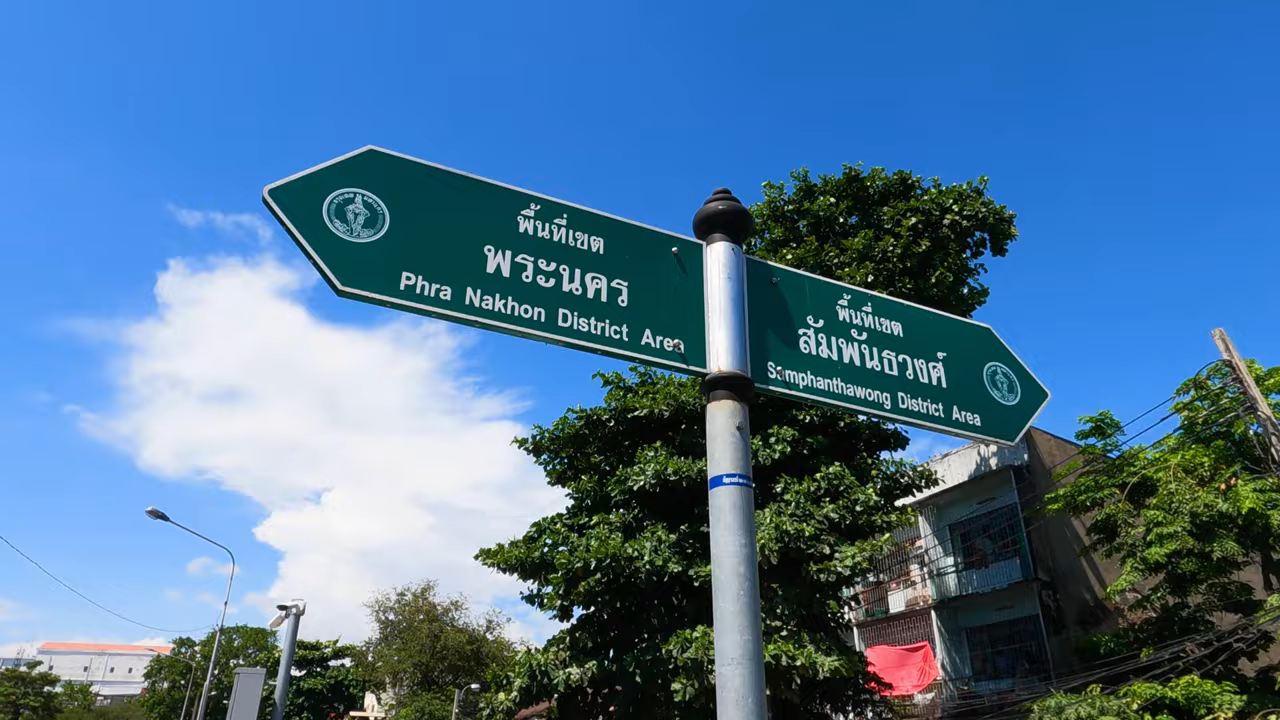 พื้นที่เขต
พระนคร
Phra Nakhon District Area
พื้นที่เขต
สัมพันธวงศ์
Samphanthawong District Area